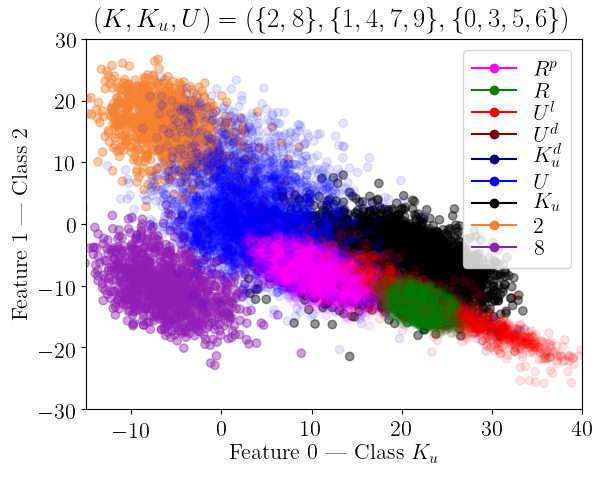 (K, K_u, U) = ({2, 8}, {1, 4, 7, 9}, {0, 3, 5, 6})
30
20
10
0
−10
−20
−30
Feature 1 — Class 2
R^p
R
U^l
U^d
K_u^d
U
K_u
2
8
−10
0
10
20
30
40
Feature 0 — Class K_u